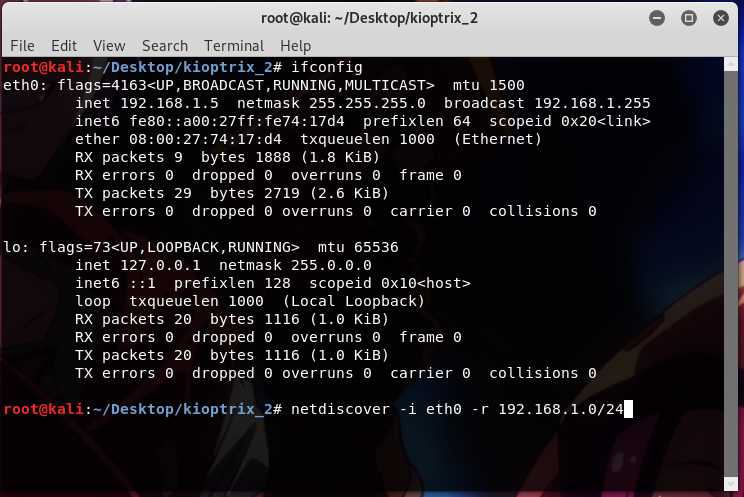 root@kali: ~/Desktop/kioptrix_2
File Edit View Search Terminal Help
root@kali:~/Desktop/kioptrix_2# ifconfig
eth0: flags=4163<UP,BROADCAST,RUNNING,MULTICAST>  mtu 1500
        inet 192.168.1.5  netmask 255.255.255.0  broadcast 192.168.1.255
        inet6 fe80::a00:27ff:fe74:17d4  prefixlen 64  scopeid 0x20<link>
        ether 08:00:27:74:17:d4  txqueuelen 1000  (Ethernet)
        RX packets 9  bytes 1888 (1.8 KiB)
        RX errors 0  dropped 0  overruns 0  frame 0
        TX packets 29  bytes 2719 (2.6 KiB)
        TX errors 0  dropped 0 overruns 0  carrier 0  collisions 0
lo: flags=73<UP,LOOPBACK,RUNNING>  mtu 65536
        inet 127.0.0.1  netmask 255.0.0.0
        inet6 ::1  prefixlen 128  scopeid 0x10<host>
        loop  txqueuelen 1000  (Local Loopback)
        RX packets 20  bytes 1116 (1.0 KiB)
        RX errors 0  dropped 0  overruns 0  frame 0
        TX packets 20  bytes 1116 (1.0 KiB)
        TX errors 0  dropped 0 overruns 0  carrier 0  collisions 0
root@kali:~/Desktop/kioptrix_2# netdiscover -i eth0 -r 192.168.1.0/24